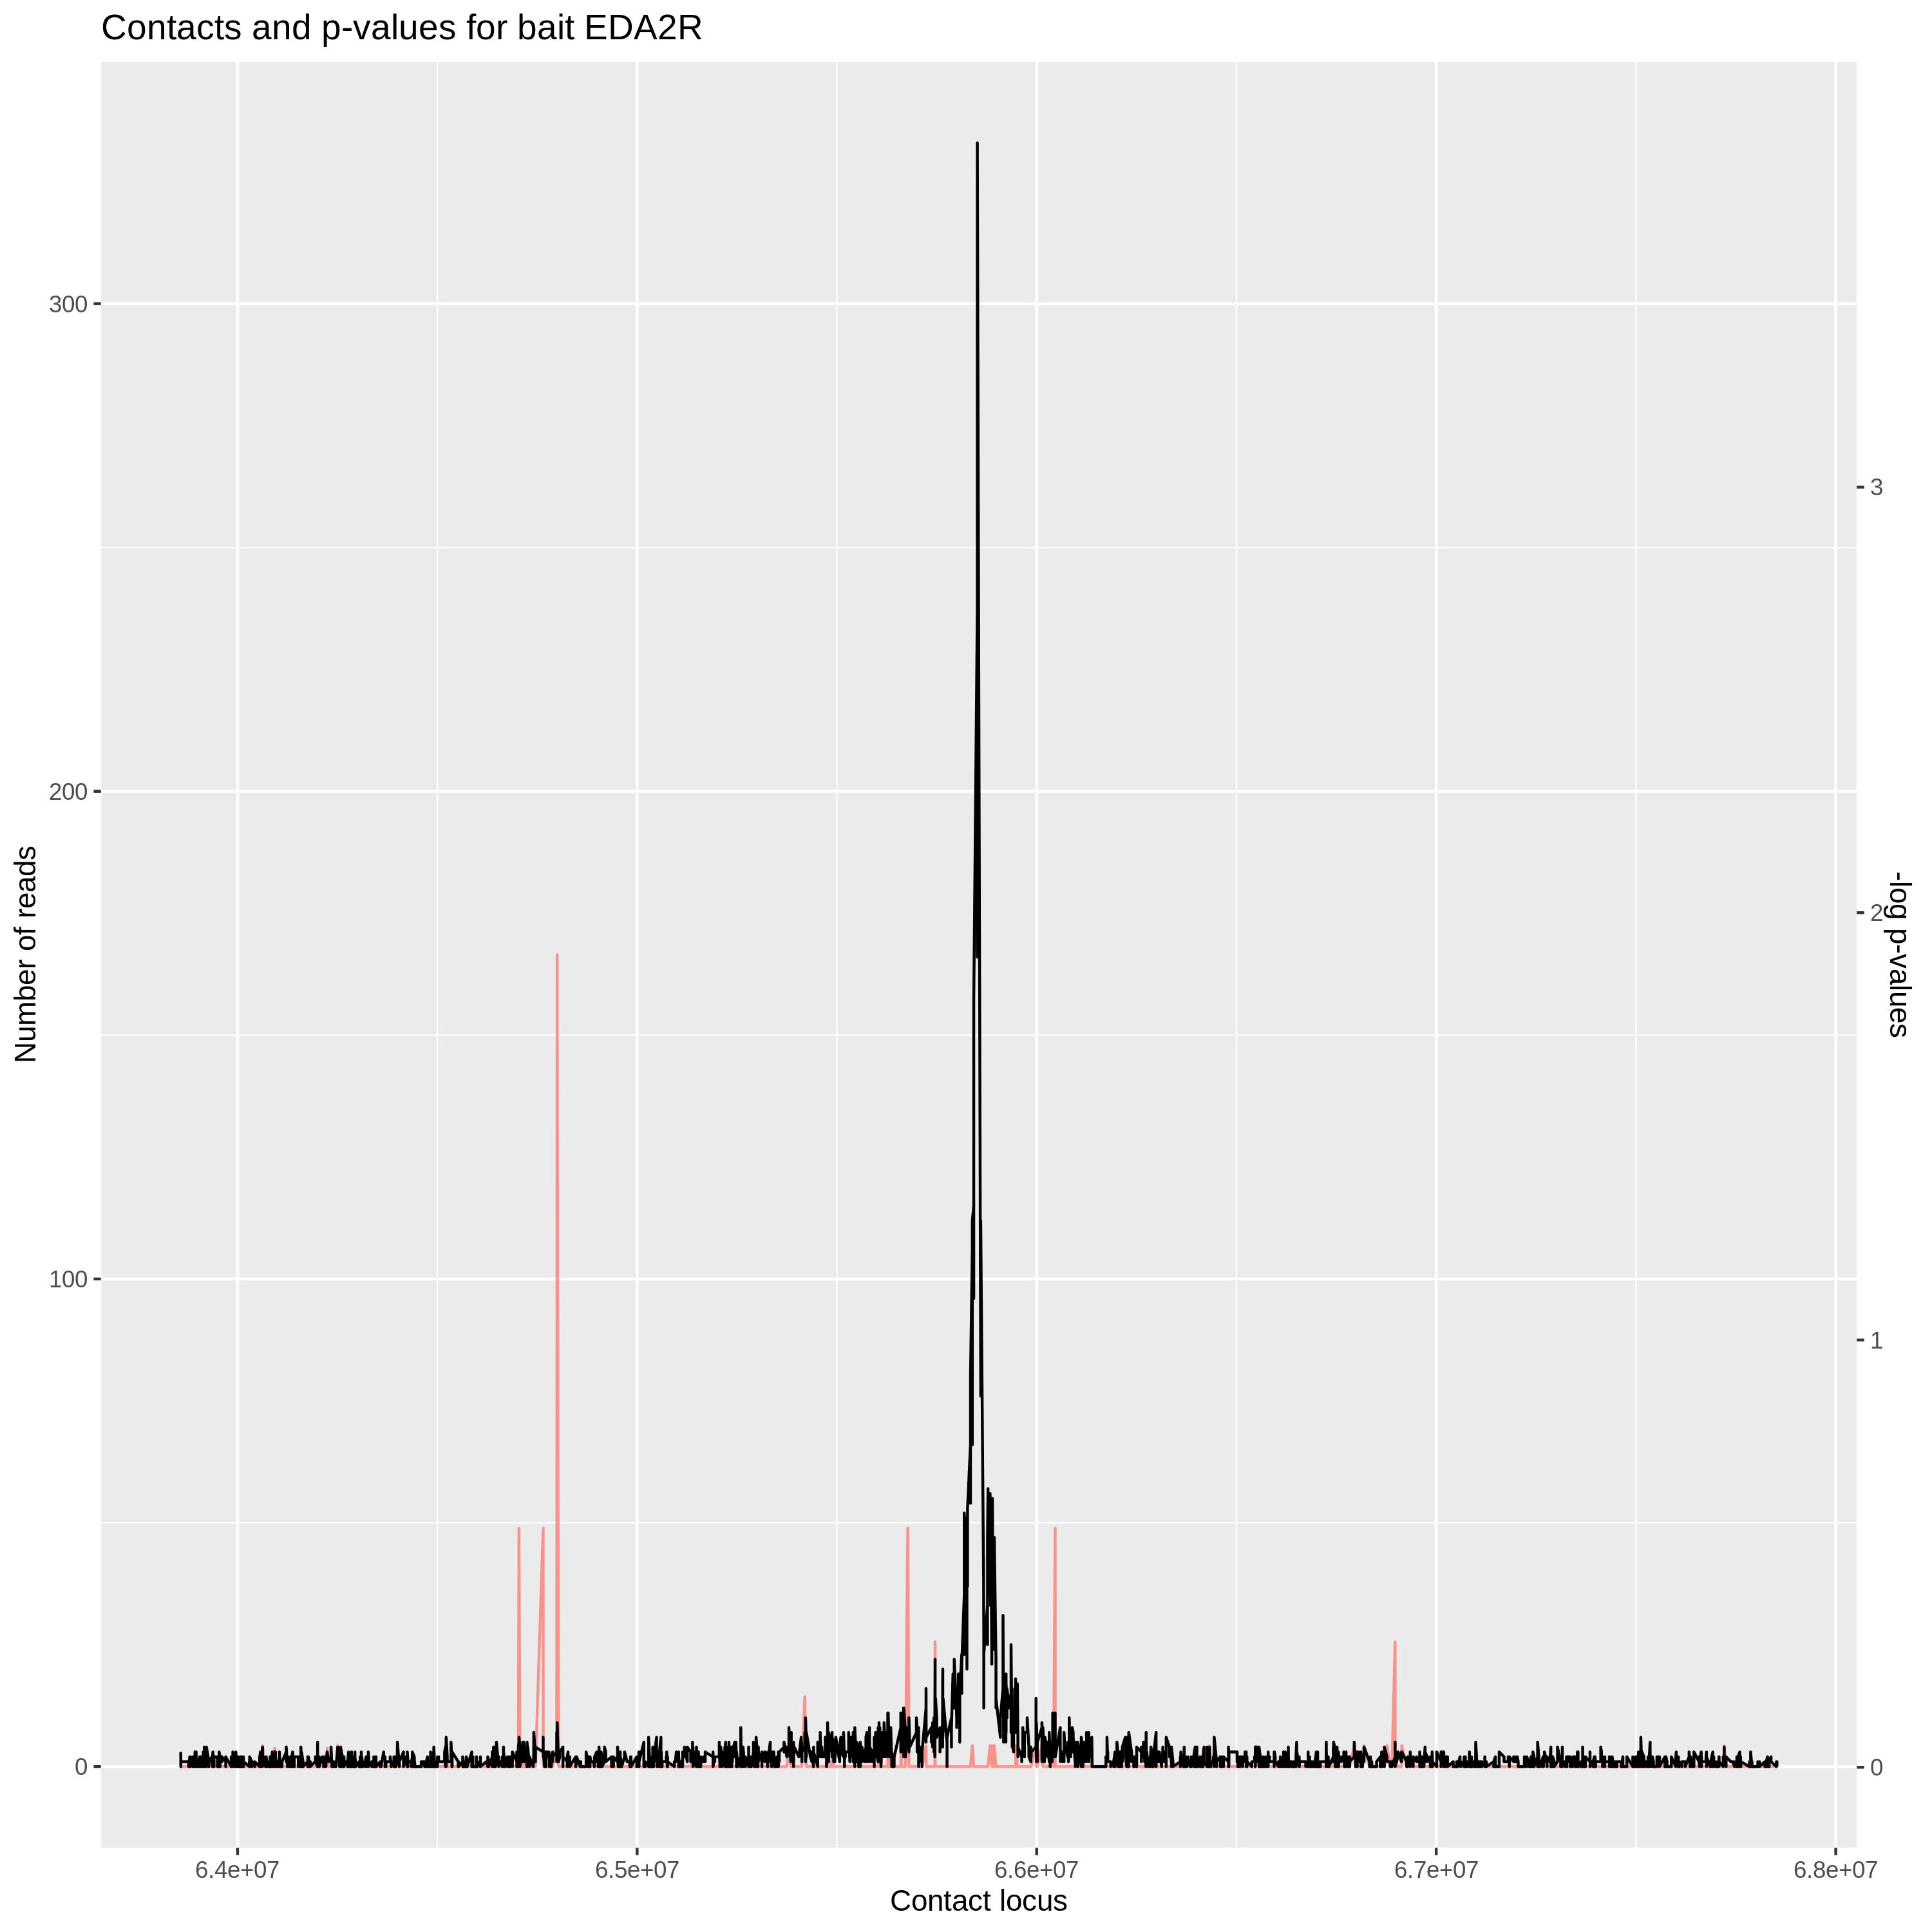 Contacts and p-values for bait EDA2R
300
200
100
0
Number of reads
3
2
1
0
-log p-values
6.4e+07
6.5e+07
6.6e+07
6.7e+07
6.8e+07
Contact locus